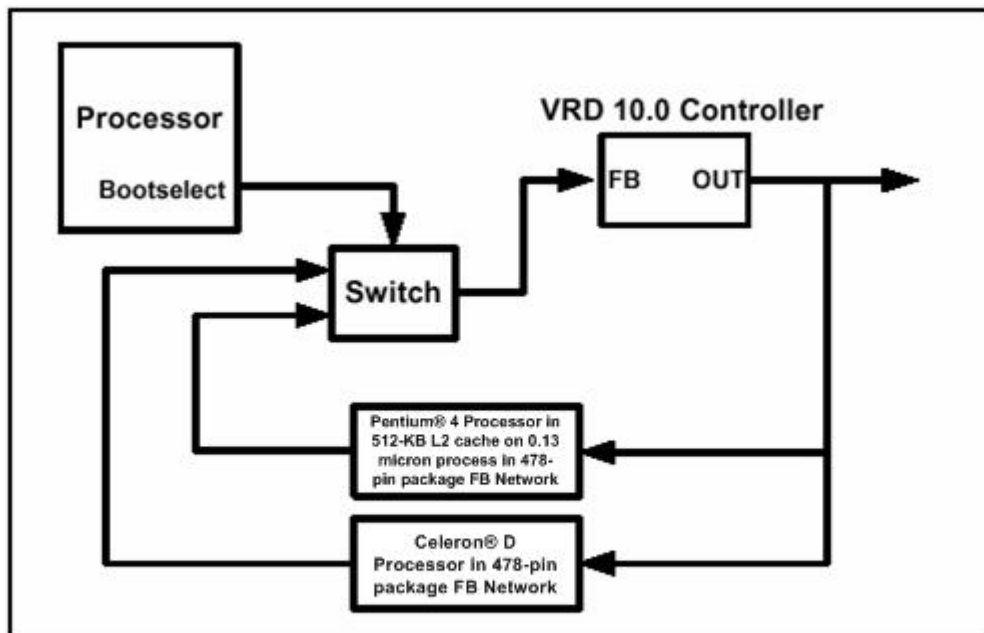 Processor
Bootselect
VRD 10.0 Controller
FB OUT
Switch
Pentium® 4 Processor in
512-KB L2 cache on 0.13
micron process in 478-
pin package FB Network
Celeron® D
Processor in 478-pin
package FB Network